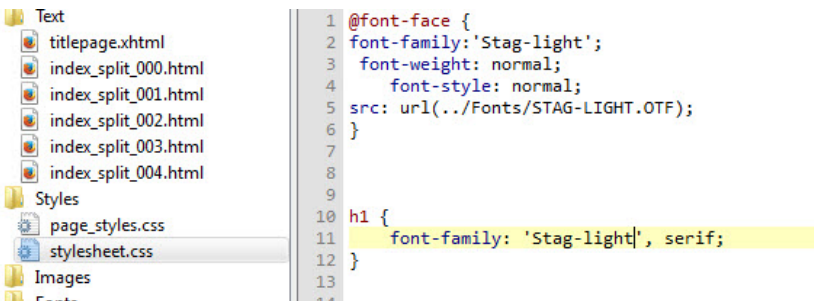 Text
titlepage.xhtml
index_split_000.html
index_split_001.html
index_split_002.html
index_split_003.html
index_split_004.html
Styles
page_styles.css
stylesheet.css
Images
Fonts
1 @font-face {
2 font-family:'Stag-light';
3  font-weight: normal;
4    font-style: normal;
5 src: url(../Fonts/STAG-LIGHT.OTF);
6 }
7
8
9
10 h1 {
11    font-family: 'Stag-light', serif;
12 }
13
14